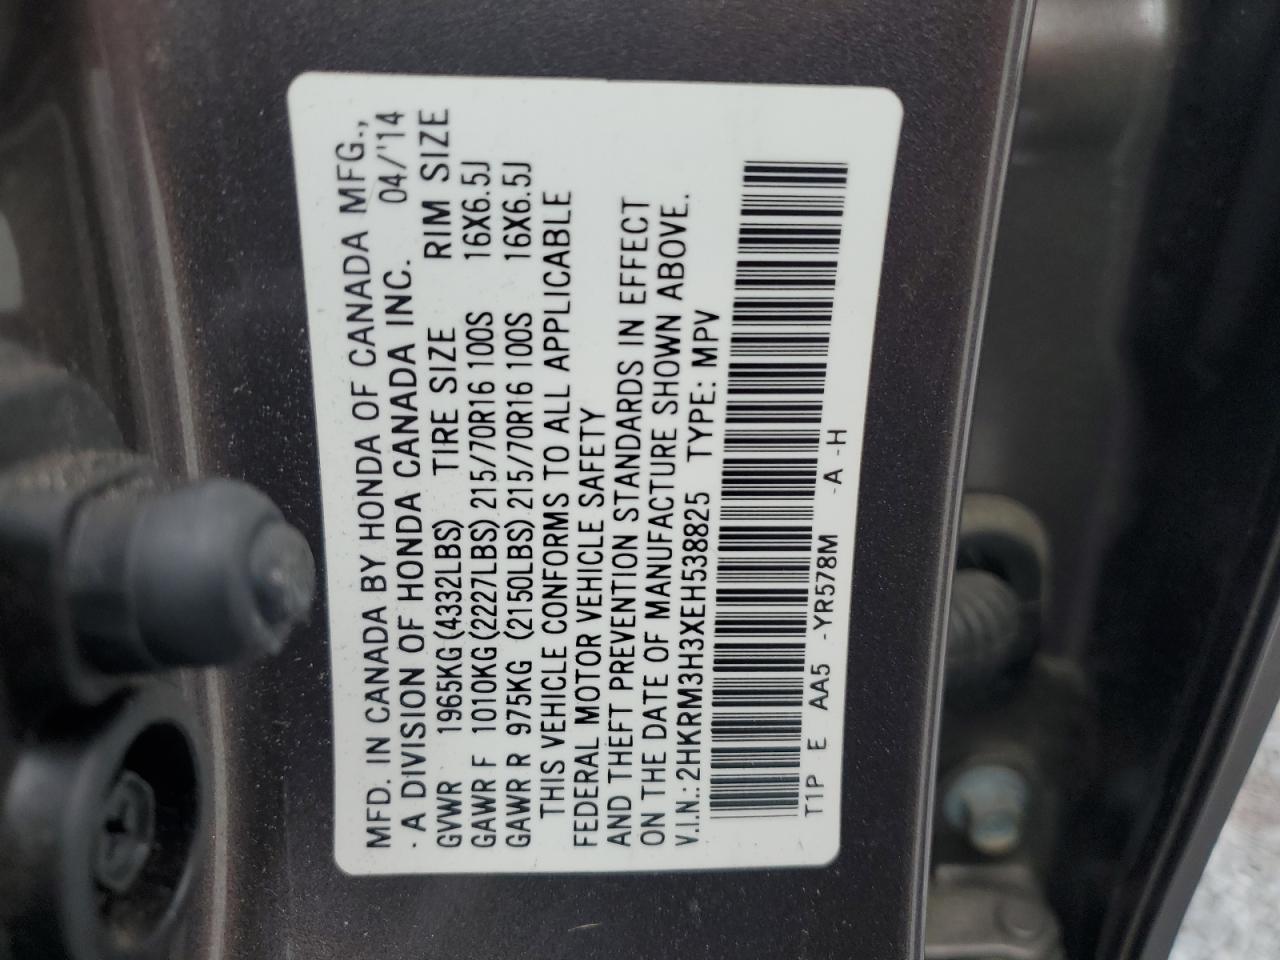 MFD. IN CANADA BY HONDA OF CANADA MFG.,
- A DIVISION OF HONDA CANADA INC. 04/'14
GVWR 1965KG(4332LBS) TIRE SIZE RIM SIZE
GAWR F 1010KG(2227LBS)215/70R16 100S 16X6.5J
GAWR R 975KG (2150LBS)215/70R16 100S 16X6.5J
THIS VEHICLE CONFORMS TO ALL APPLICABLE
FEDERAL MOTOR VEHICLE SAFETY
AND THEFT PREVENTION STANDARDS IN EFFECT
ON THE DATE OF MANUFACTURE SHOWN ABOVE.
V.I.N.:2HKRM3H3XEH538825 TYPE: MPV
T1P E AA5 -YR578M -A -H